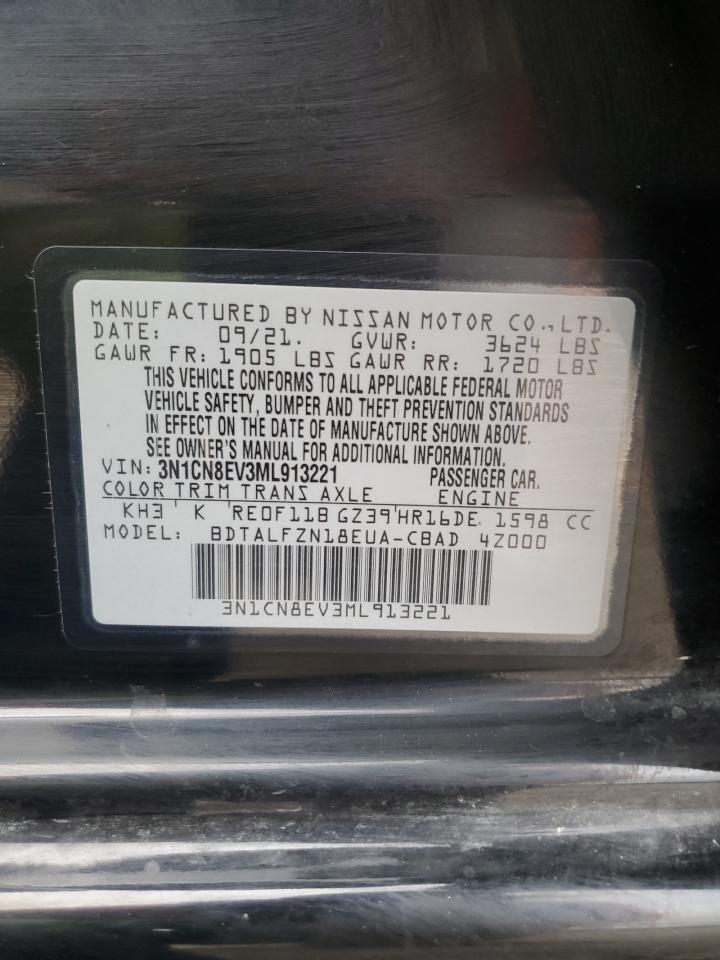 MANUFACTURED BY NISSAN MOTOR CO.,LTD.
DATE: 09/21. GVWR: 3624 LBS
GAWR FR: 1905 LBS GAWR RR: 1720 LBS
THIS VEHICLE CONFORMS TO ALL APPLICABLE FEDERAL MOTOR
VEHICLE SAFETY, BUMPER AND THEFT PREVENTION STANDARDS
IN EFFECT ON THE DATE OF MANUFACTURE SHOWN ABOVE.
SEE OWNER'S MANUAL FOR ADDITIONAL INFORMATION.
VIN: 3N1CN8EV3ML913221 PASSENGER CAR.
COLOR TRIM TRANS AXLE ENGINE
KH3 K RE0F11B GZ39 HR16DE 1598 CC
MODEL: BDTALFZN18EUA-CBAD 4Z000
3N1CN8EV3ML913221